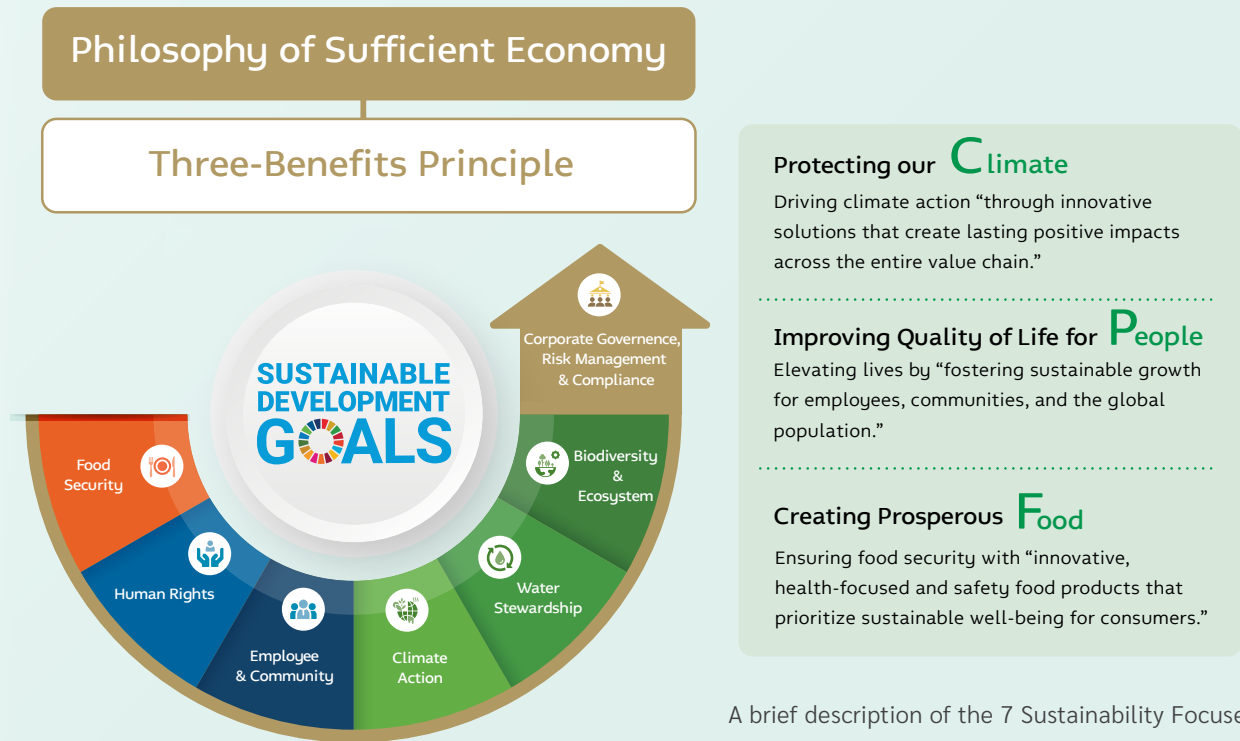 Philosophy of Sufficient Economy
Three-Benefits Principle
Corporate Governence,
Risk Management
& Compliance
SUSTAINABLE
DEVELOPMENT
GOALS
Food
Security
Human Rights
Employee
& Community
Climate
Action
Water
Stewardship
Biodiversity
&
Ecosystem
Protecting our Climate
Driving climate action “through innovative
solutions that create lasting positive impacts
across the entire value chain.”
Improving Quality of Life for People
Elevating lives by “fostering sustainable growth
for employees, communities, and the global
population.”
Creating Prosperous Food
Ensuring food security with “innovative,
health-focused and safety food products that
prioritize sustainable well-being for consumers.”
A brief description of the 7 Sustainability Focuse